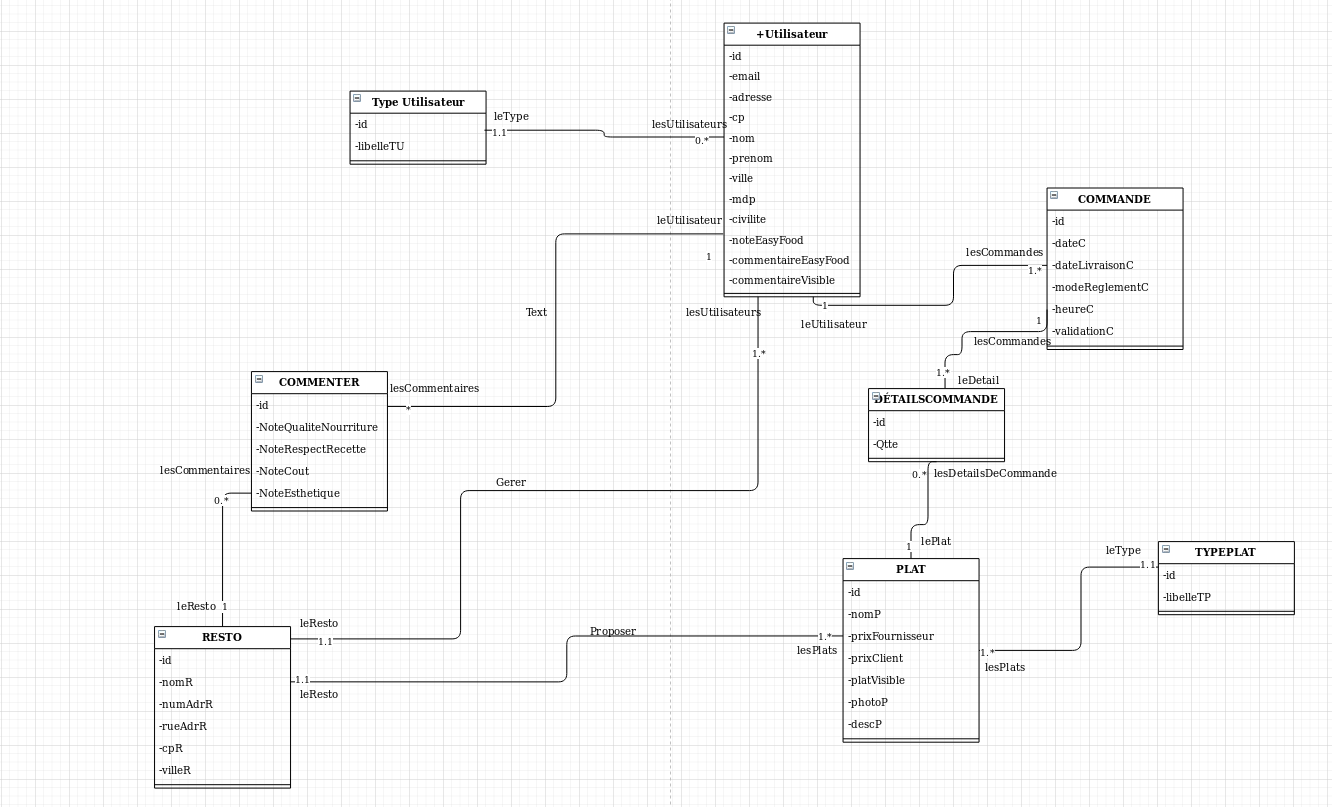 +Utilisateur
-id
-email
-adresse
-cp
-nom
-prenom
-ville
-mdp
-civilite
-noteEasyFood
-commentaireEasyFood
-commentaireVisible
Type Utilisateur
-id
-libelleTU
leType
1.1
lesUtilisateurs
0.*
leUtilisateur
1
Text
lesCommentaires
*
lesUtilisateurs
1.*
Gerer
1
leUtilisateur
lesCommandes
1.*
COMMANDE
-id
-dateC
-dateLivraisonC
-modeReglementC
-heureC
-validationC
1
lesCommandes
1.*
leDetail
DÉTAILSCOMMANDE
-id
-Qtte
0.*
lesDetailsDeCommande
1
lePlat
COMMENTER
-id
-NoteQualiteNourriture
-NoteRespectRecette
-NoteCout
-NoteEsthetique
lesCommentaires
0.*
leResto
1
RESTO
-id
-nomR
-numAdrR
-rueAdrR
-cpR
-villeR
leResto
1.1
1.1
leResto
Proposer
1.*
lesPlats
PLAT
-id
-nomP
-prixFournisseur
-prixClient
-platVisible
-photoP
-descP
1.*
lesPlats
leType
1.1.
TYPEPLAT
-id
-libelleTP